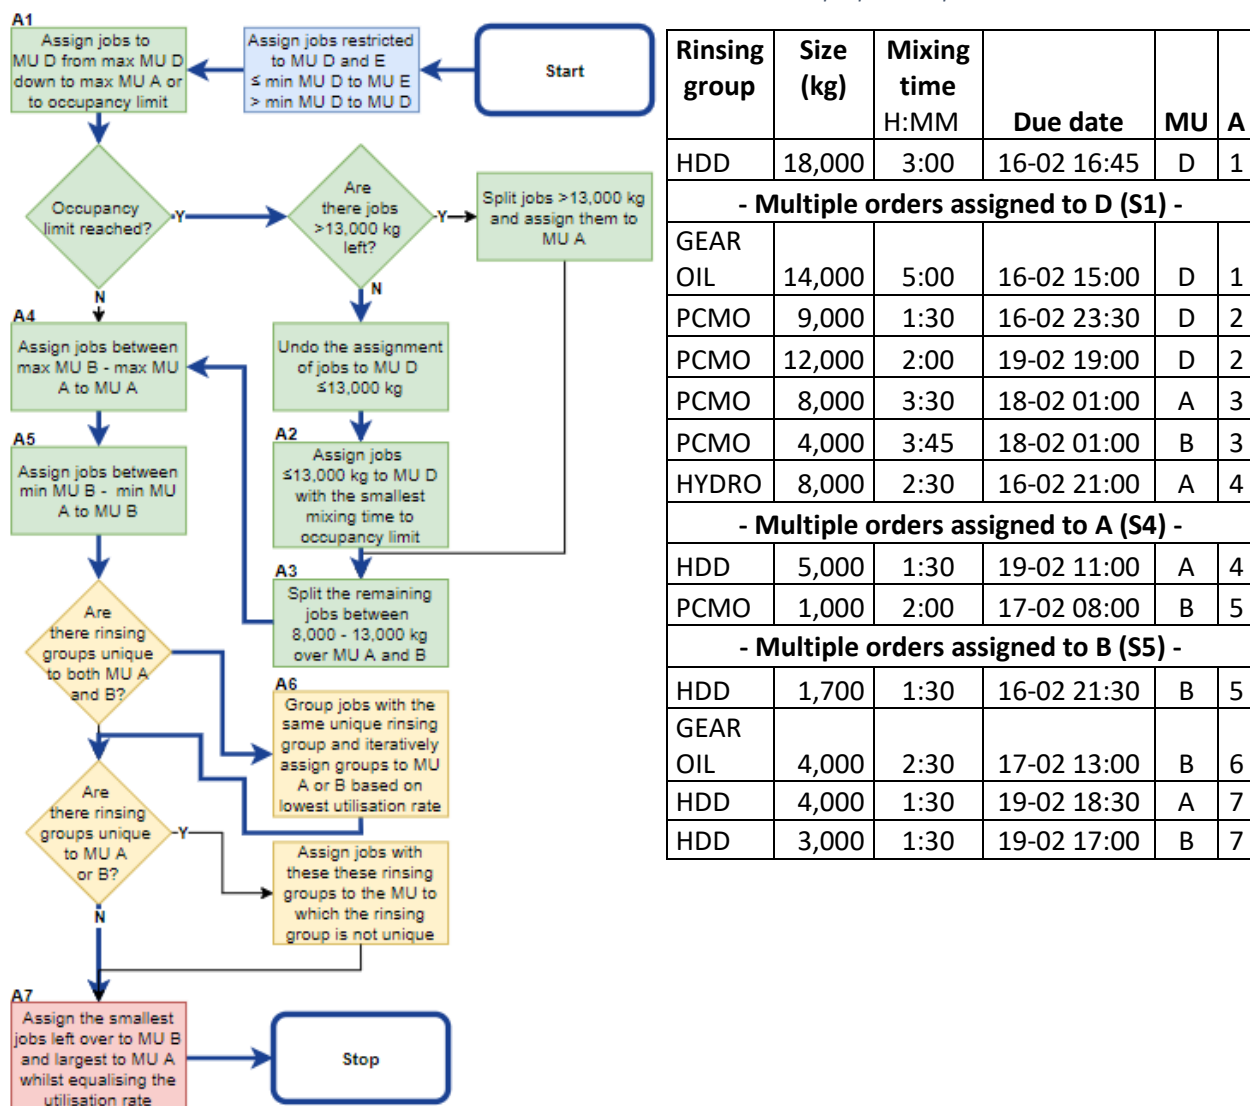 A1
Assign jobs to
MU D from max MU D
down to max MU A or
to occupancy limit
Assign jobs restricted
to MU D and E
≤ min MU D to MU E
> min MU D to MU D
Start
Occupancy
limit reached?
Y
Are
there jobs
>13,000 kg
left?
Y
Split jobs >13,000 kg
and assign them to
MU A
N
N
A4
Assign jobs between
max MU B - max MU
A to MU A
Undo the assignment
of jobs to MU D
≤13,000 kg
A5
Assign jobs between
min MU B - min MU
A to MU B
A2
Assign jobs
≤13,000 kg to MU D
with the smallest
mixing time to
occupancy limit
A3
Split the remaining
jobs between
8,000 - 13,000 kg
over MU A and B
Are
there rinsing
groups unique
to both MU A
and B?
A6
Group jobs with the
same unique rinsing
group and iteratively
assign groups to MU
A or B based on
lowest utilisation rate
Are
there rinsing
groups unique
to MU A
or B?
Y
Assign jobs with
these these rinsing
groups to the MU to
which the rinsing
group is not unique
N
A7
Assign the smallest
jobs left over to MU B
and largest to MU A
whilst equalising the
utilisation rate
Stop
Rinsing Size Mixing
group (kg) time
H:MM Due date MU A
HDD 18,000 3:00 16-02 16:45 D 1
- Multiple orders assigned to D (S1) -
GEAR
OIL 14,000 5:00 16-02 15:00 D 1
PCMO 9,000 1:30 16-02 23:30 D 2
PCMO 12,000 2:00 19-02 19:00 D 2
PCMO 8,000 3:30 18-02 01:00 A 3
PCMO 4,000 3:45 18-02 01:00 B 3
HYDRO 8,000 2:30 16-02 21:00 A 4
- Multiple orders assigned to A (S4) -
HDD 5,000 1:30 19-02 11:00 A 4
PCMO 1,000 2:00 17-02 08:00 B 5
- Multiple orders assigned to B (S5) -
HDD 1,700 1:30 16-02 21:30 B 5
GEAR
OIL 4,000 2:30 17-02 13:00 B 6
HDD 4,000 1:30 19-02 18:30 A 7
HDD 3,000 1:30 19-02 17:00 B 7